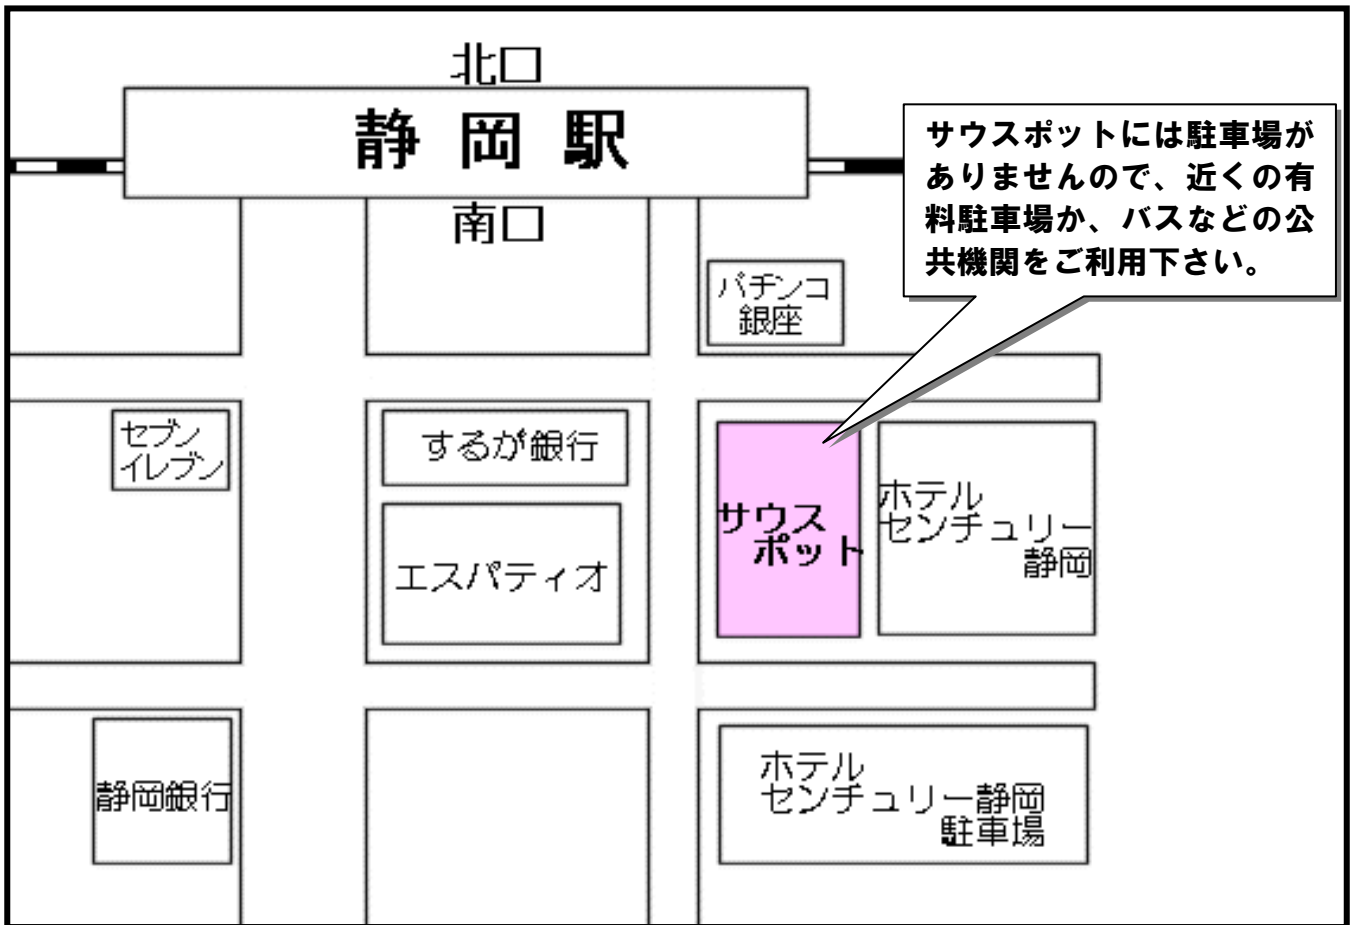 北口
静岡駅
南口
サウスポットには駐車場が
ありませんので、近くの有
料駐車場か、バスなどの公
共機関をご利用下さい。
パチンコ
銀座
セブン
イレブン
するが銀行
エスパティオ
サウス
ポット
ホテル
センチュリー
静岡
静岡銀行
ホテル
センチュリー静岡
駐車場